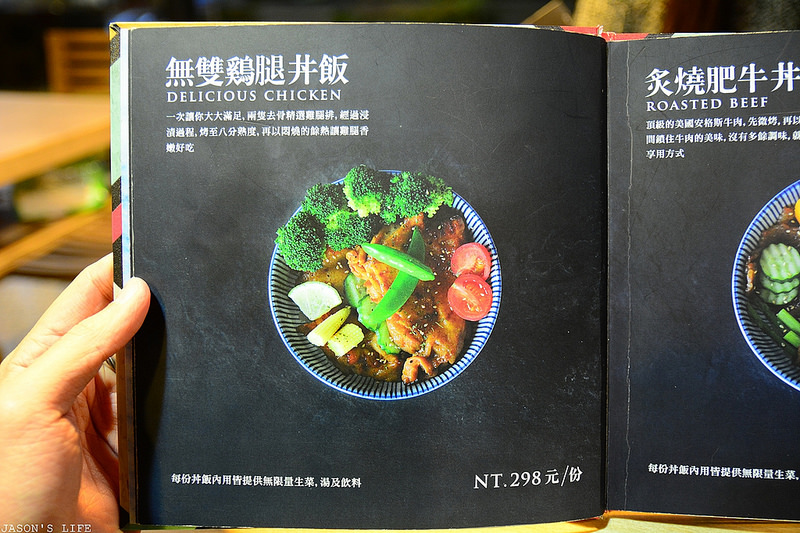 無雙鷄腿丼飯
DELICIOUS CHICKEN
一次讓你大大滿足，兩隻去骨精選雞腿排，經過浸
漬過程，烤至八分熟度，再以悶燒的餘熱讓雞腿香
嫩好吃
每份丼飯內用皆提供無限量生菜，湯及飲料
NT.298元/份
炙燒肥牛丼
ROASTED BEEF
頂級的美國安格斯牛肉，先微烤，再以
間鎖住牛肉的美味，沒有多餘調味，
享用方式
每份丼飯內用皆提供無限量生菜，
JASON'S LIFE